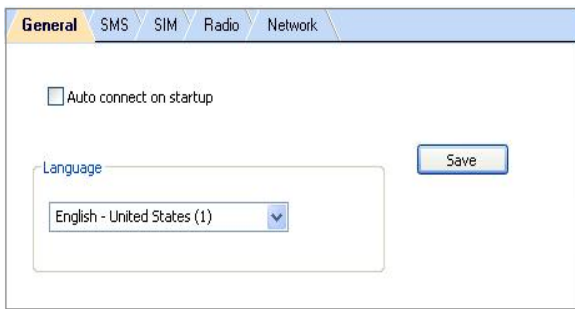 General SMS SIM Radio Network
Auto connect on startup
Save
Language
English - United States (1)